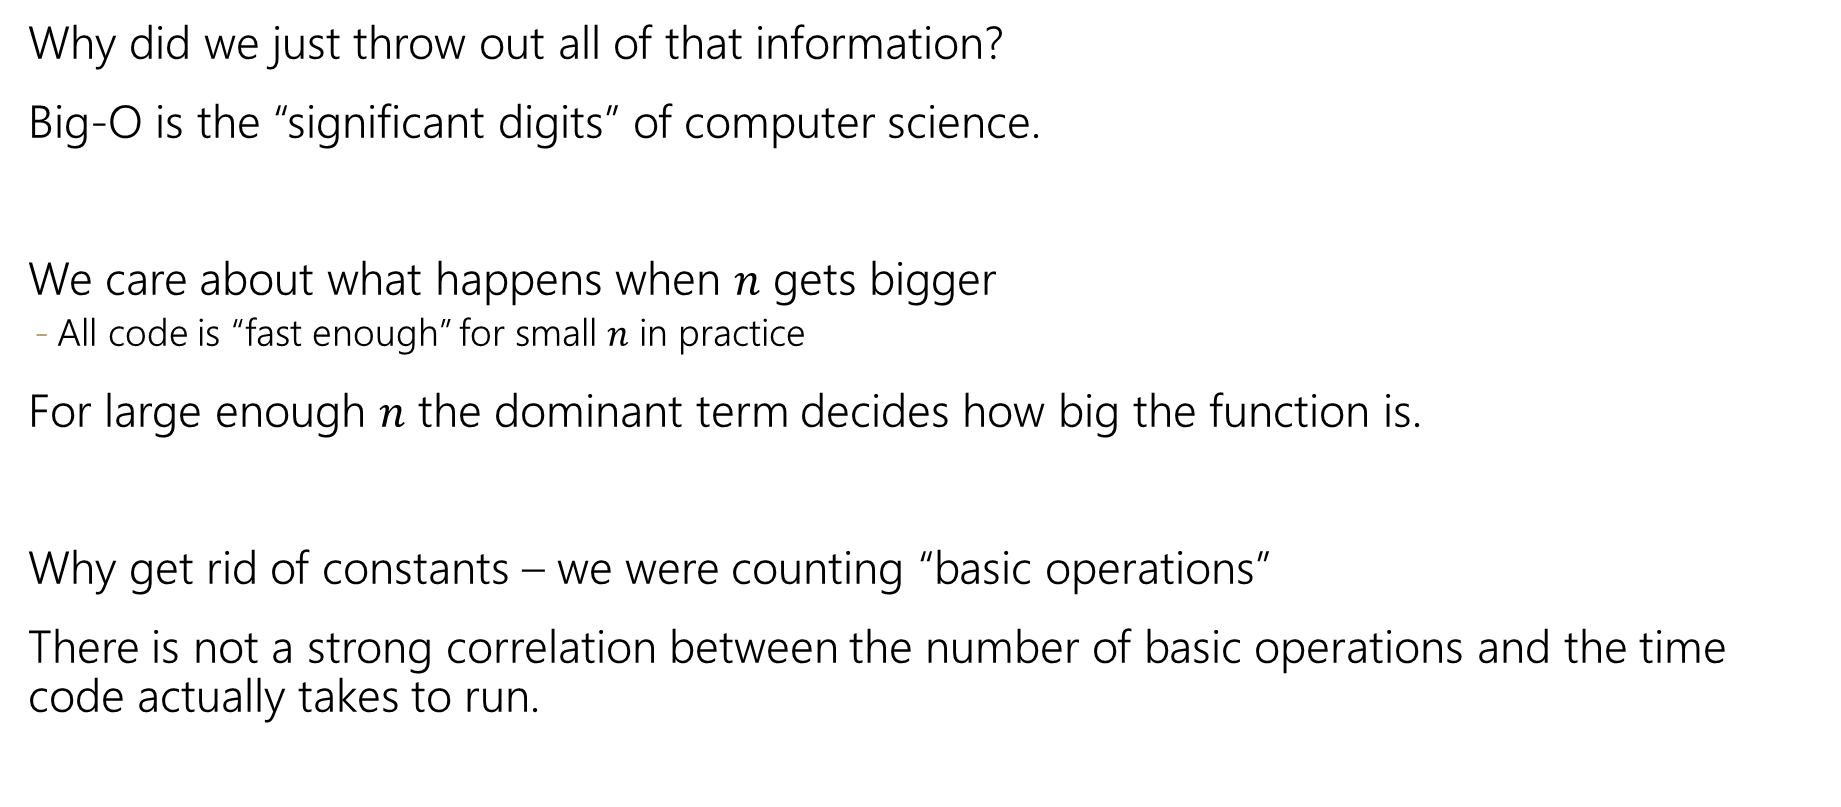 Why did we just throw out all of that information?
Big-O is the “significant digits” of computer science.
We care about what happens when n gets bigger
- All code is “fast enough” for small n in practice
For large enough n the dominant term decides how big the function is.
Why get rid of constants – we were counting “basic operations”
There is not a strong correlation between the number of basic operations and the time
code actually takes to run.